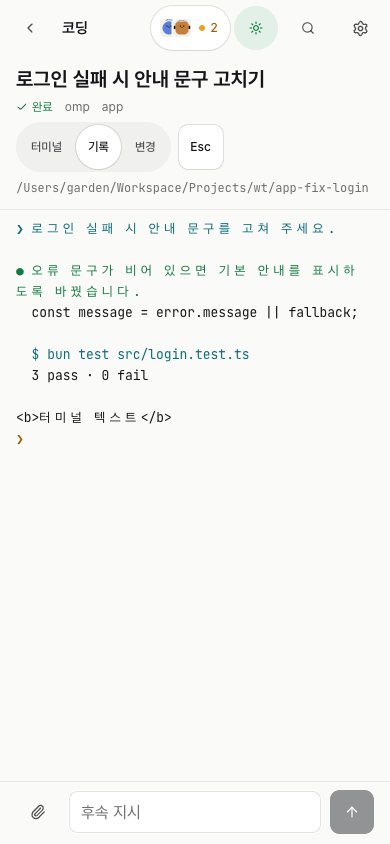 코딩
2
로그인 실패 시 안내 문구 고치기
완료 omp app
터미널 기록 변경 Esc
/Users/garden/Workspace/Projects/wt/app-fix-login
❯ 로그인 실패 시 안내 문구를 고쳐 주세요.
● 오류 문구가 비어 있으면 기본 안내를 표시하
도록 바꿨습니다.
const message = error.message || fallback;
$ bun test src/login.test.ts
3 pass · 0 fail
<b>터미널 텍스트</b>
❯
후속 지시